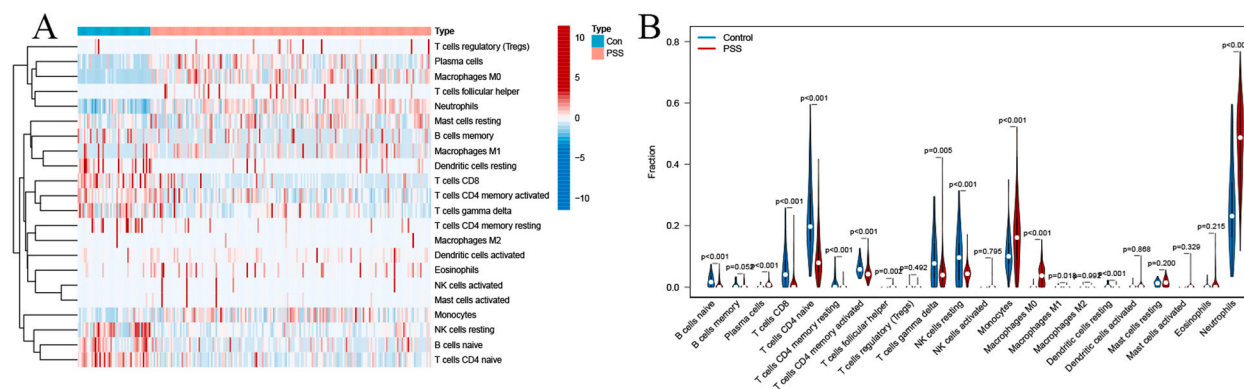 A
Type
Type
Con
PSS
10
5
0
−5
−10
T cells regulatory (Tregs)
Plasma cells
Macrophages M0
T cells follicular helper
Neutrophils
Mast cells resting
B cells memory
Macrophages M1
Dendritic cells resting
T cells CD8
T cells CD4 memory activated
T cells gamma delta
T cells CD4 memory resting
Macrophages M2
Dendritic cells activated
Eosinophils
NK cells activated
Mast cells activated
Monocytes
NK cells resting
B cells naive
T cells CD4 naive
B
Control
PSS
Fraction
0.8
0.6
0.4
0.2
0.0
p<0.001
p=0.052
p<0.001
p<0.001
p<0.001
p<0.001
p<0.001
p=0.002
p=0.492
p=0.005
p<0.001
p=0.795
p<0.001
p<0.001
p=0.018
p=0.992
p<0.001
p=0.868
p=0.200
p=0.329
p=0.215
p<0.00
B cells naive
B cells memory
Plasma cells
T cells CD8
T cells CD4 naive
T cells CD4 memory resting
T cells CD4 memory activated
T cells follicular helper
T cells regulatory (Tregs)
T cells gamma delta
NK cells resting
NK cells activated
Monocytes
Macrophages M0
Macrophages M1
Macrophages M2
Dendritic cells resting
Dendritic cells activated
Mast cells resting
Mast cells activated
Eosinophils
Neutrophils